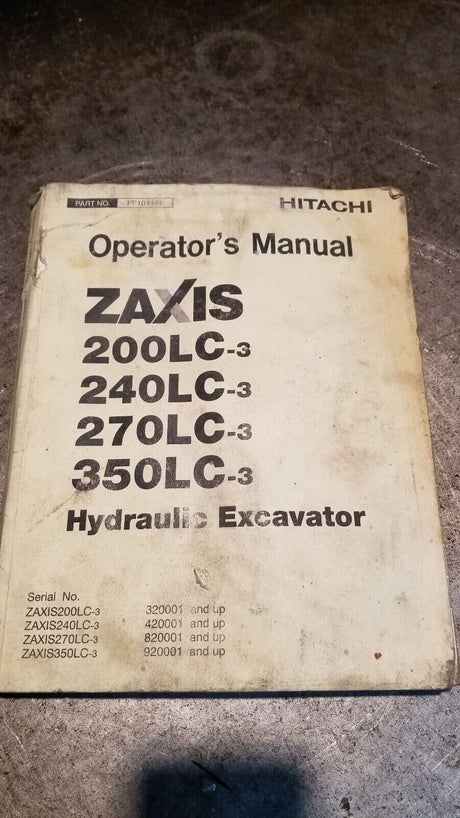 PART NO.
HITACHI
Operator's Manual
ZAXIS
200LC-3
240LC-3
270LC-3
350LC-3
Hydraulic Excavator
Serial No.
ZAXIS200LC-3 320001 and up
ZAXIS240LC-3 420001 and up
ZAXIS270LC-3 820001 and up
ZAXIS350LC-3 920001 and up